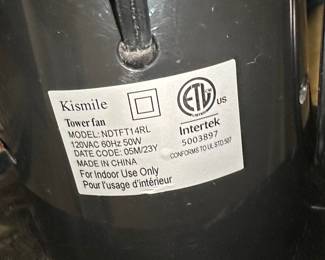 Kismile
Tower fan
MODEL: NDTFT14RL
120VAC 60Hz 50W
DATE CODE: 05M/23Y
MADE IN CHINA
For Indoor Use Only
Pour l'usage d'intérieur
ETL
US
Intertek
5003897
CONFORMS TO UL STD.507